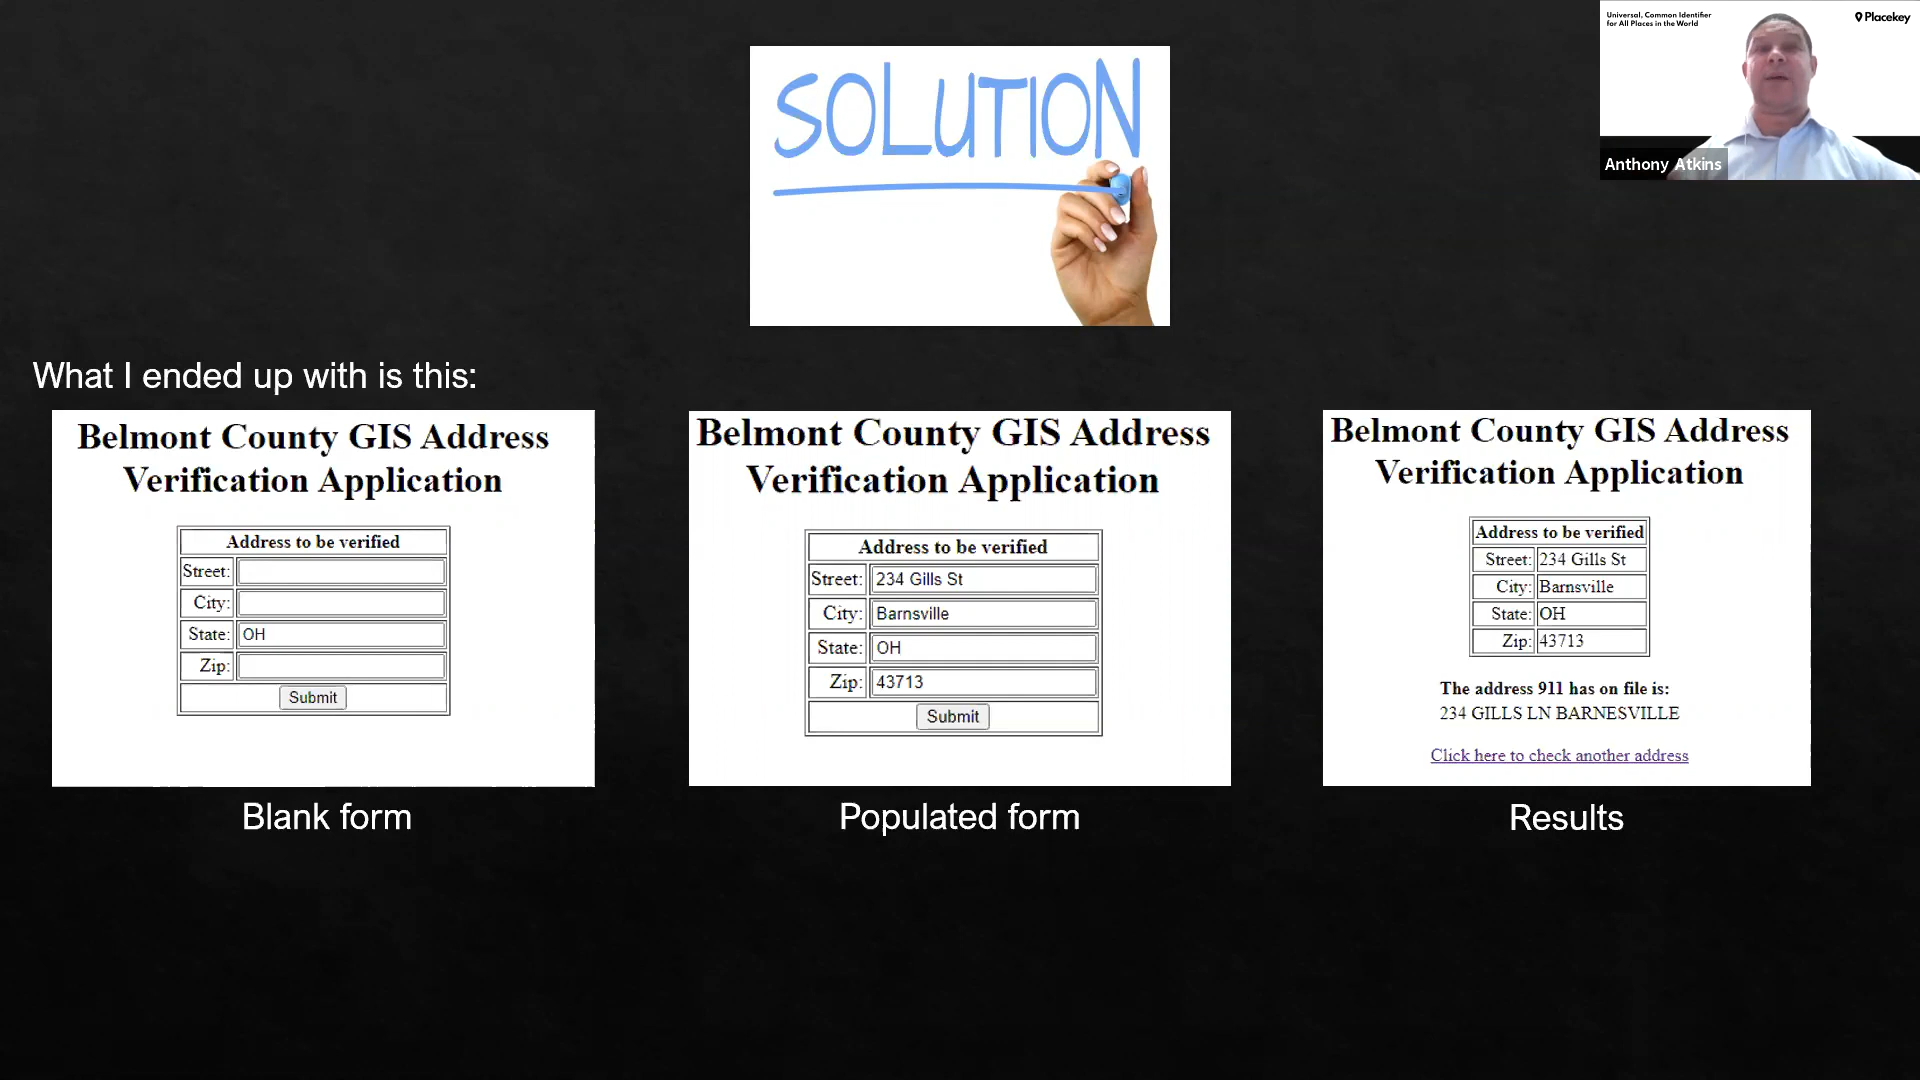 Universal, Common Identifier
for All Places in the World
Placekey
Anthony Atkins
SOLUTION
What I ended up with is this:
Belmont County GIS Address
Verification Application
Address to be verified
Street:
City:
State: OH
Zip:
Submit
Blank form
Belmont County GIS Address
Verification Application
Address to be verified
Street: 234 Gills St
City: Barnsville
State: OH
Zip: 43713
Submit
Populated form
Belmont County GIS Address
Verification Application
Address to be verified
Street: 234 Gills St
City: Barnsville
State: OH
Zip: 43713
The address 911 has on file is:
234 GILLS LN BARNESVILLE
Click here to check another address
Results